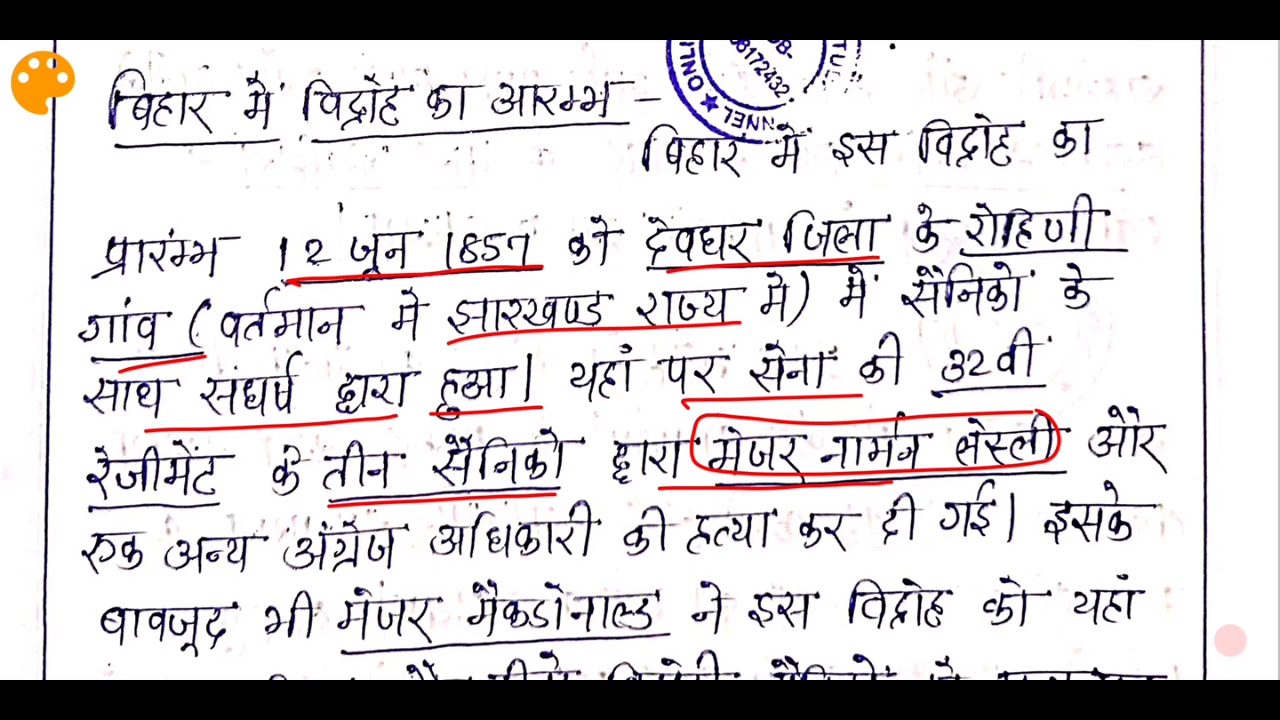 बिहार में विद्रोह का आरम्भ –
बिहार में इस विद्रोह का
प्रारंम्भ 12 जून 1857 को देवघर जिला के रोहिणी
गांव (वर्तमान में झारखण्ड राज्य मे) में सैनिकों के
साथ संघर्ष द्वारा हुआ। यहां पर सेना की 32वी
रेजीमेंट के तीन सैनिको द्वारा मेजर नार्मन लेस्ली और
एक अन्य अंग्रेज अधिकारी की हत्या कर दी गई। इसके
बावजूद भी मेजर मैकडोनाल्ड ने इस विद्रोह को यहां